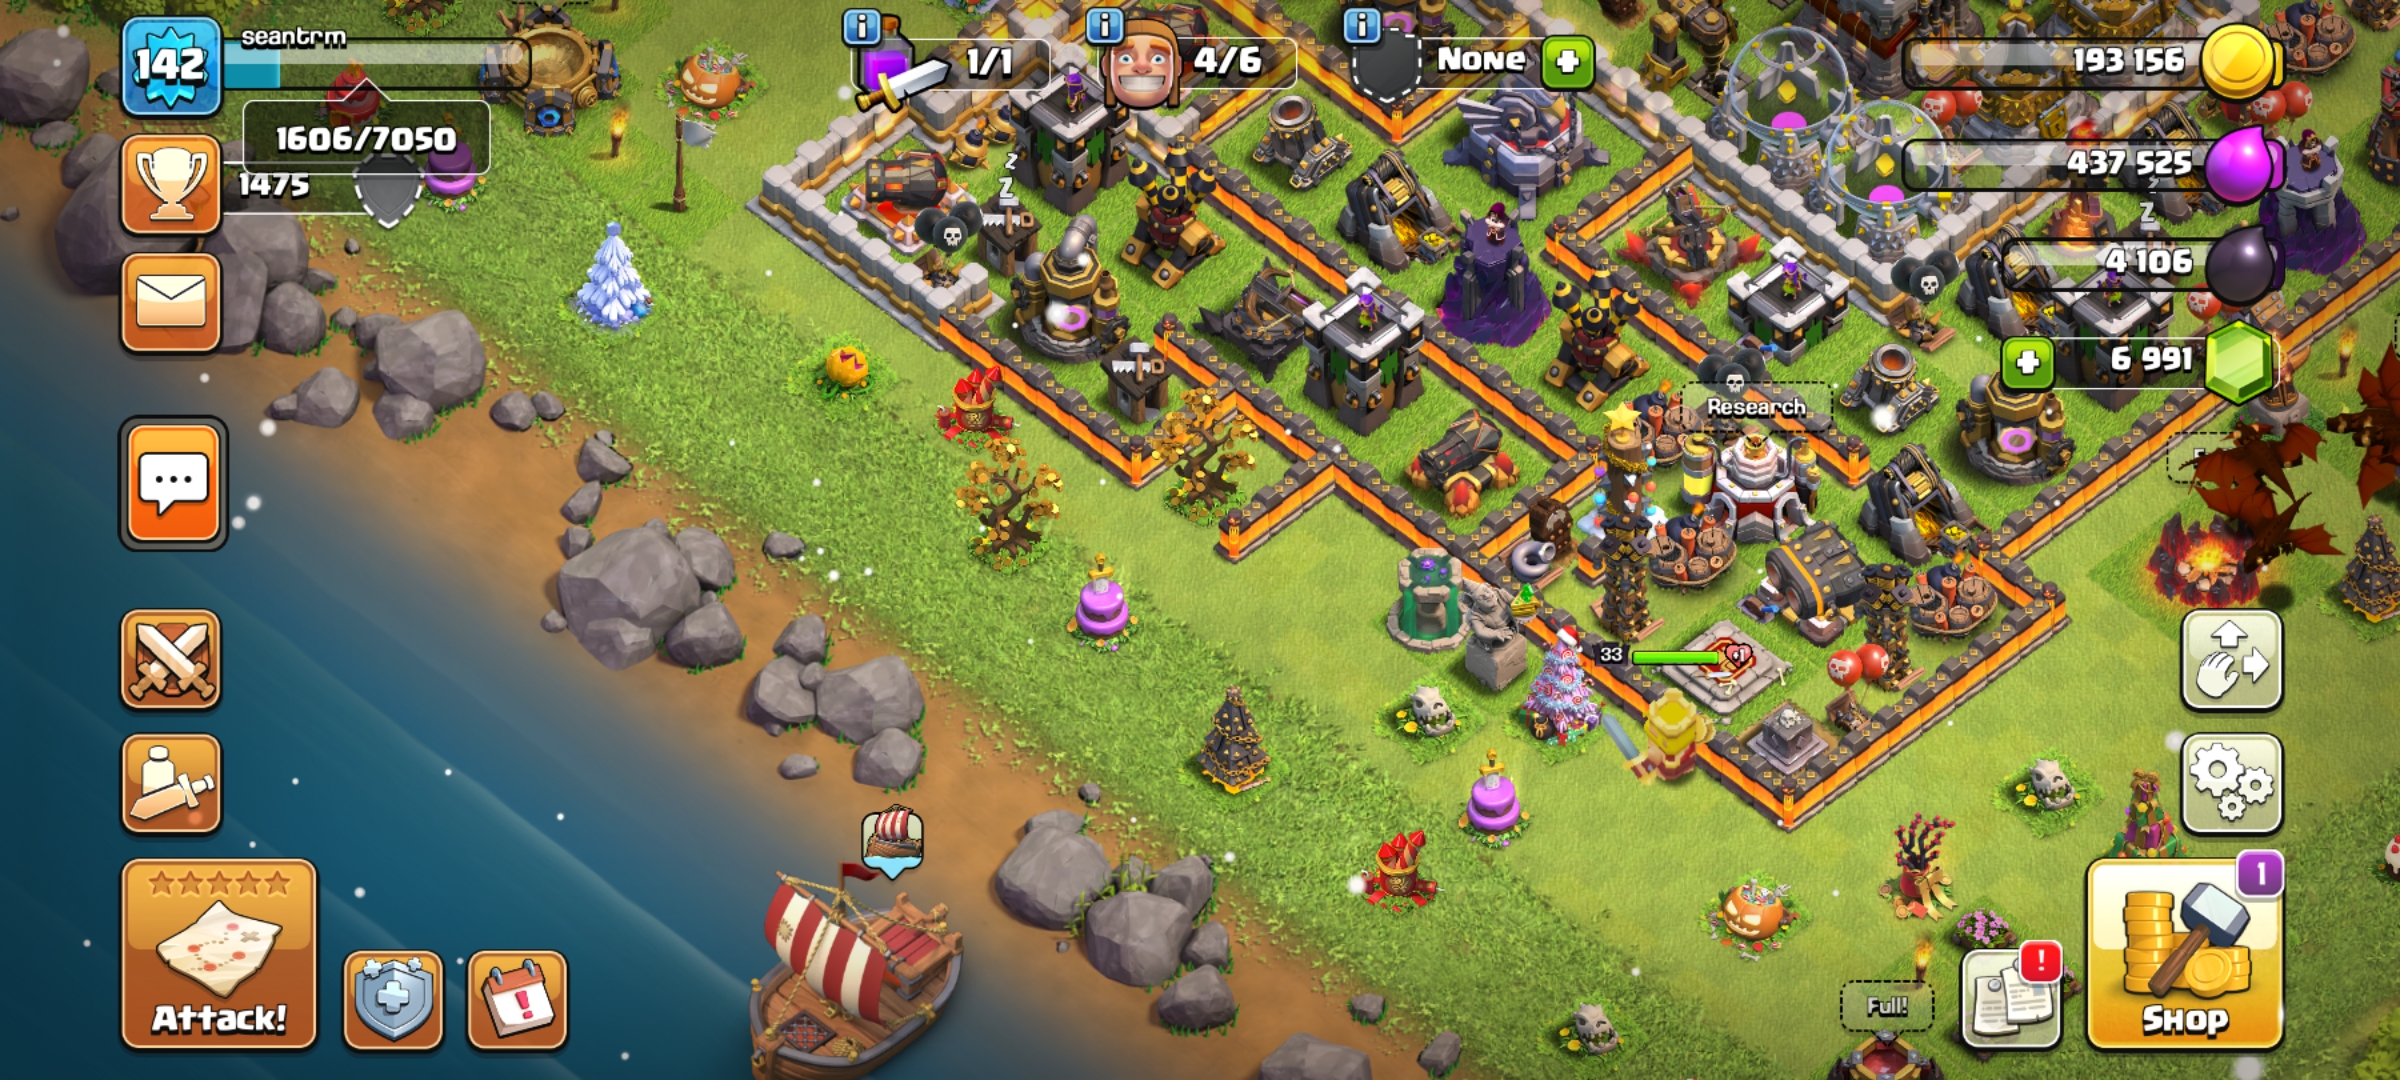 142
seantrm
1606/7050
1475
1/1
4/6
None
193 156
437 525
4 106
6 991
z
Z
Z
Research
33
Attack!
Full!
!
1
Shop